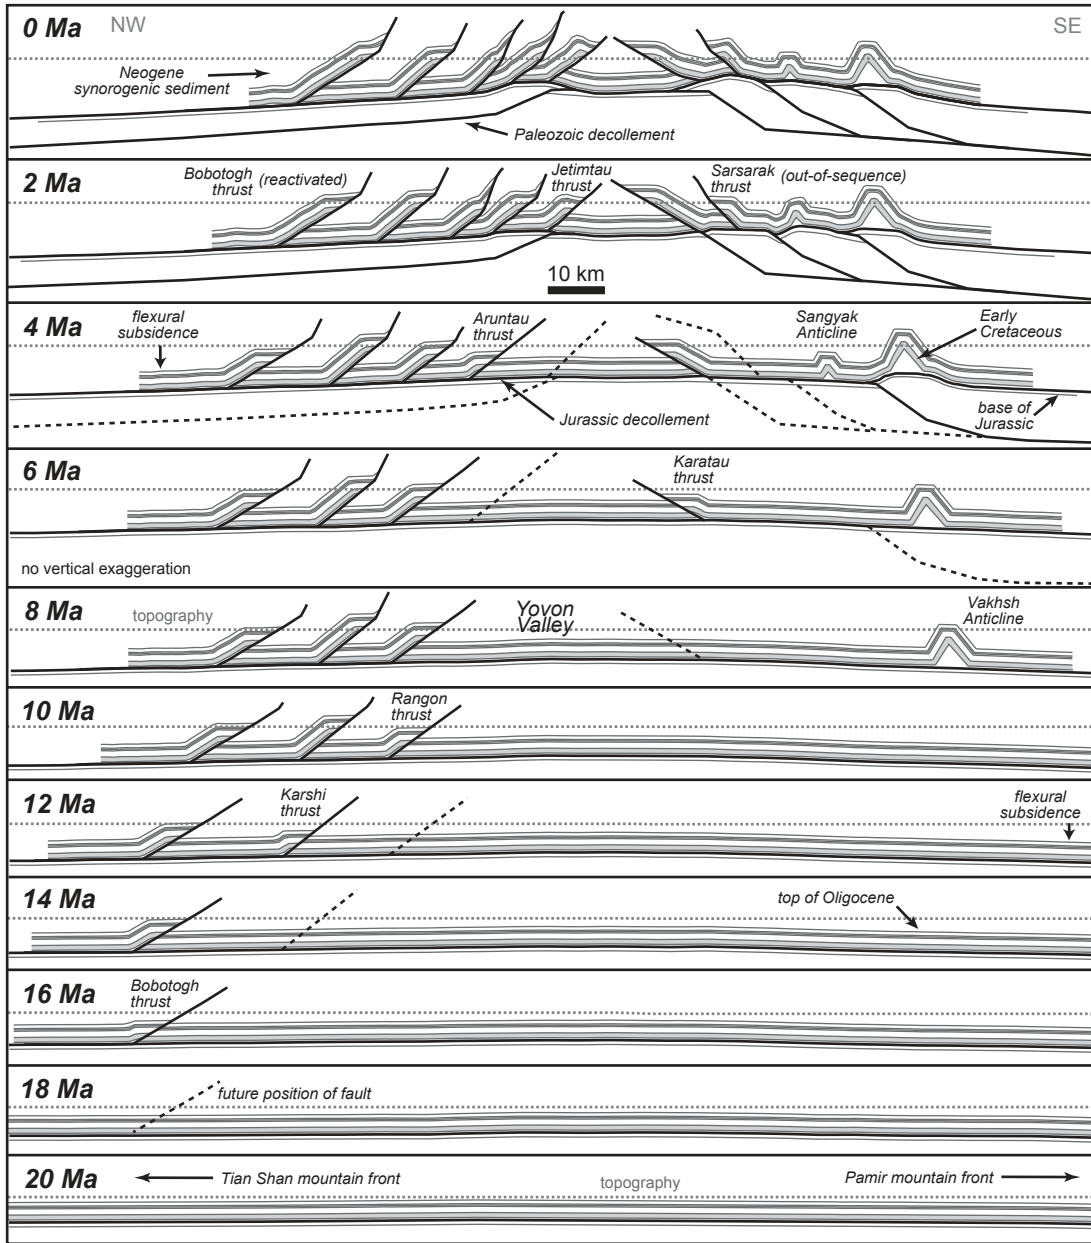 0 Ma NW SE
Neogene
synorogenic sediment
Paleozoic decollement
2 Ma
Bobotogh
thrust (reactivated)
Jetimtau
thrust
Sarsarak
thrust (out-of-sequence)
10 km
4 Ma
flexural
subsidence
Aruntau
thrust
Sangyak
Anticline
Early
Cretaceous
Jurassic decollement
base of
Jurassic
6 Ma
Karatau
thrust
no vertical exaggeration
8 Ma
topography
Yovon
Valley
Vakhsh
Anticline
10 Ma
Rangon
thrust
12 Ma
Karshi
thrust
flexural
subsidence
14 Ma
top of Oligocene
16 Ma
Bobotogh
thrust
18 Ma
future position of fault
20 Ma
Tian Shan mountain front
topography
Pamir mountain front